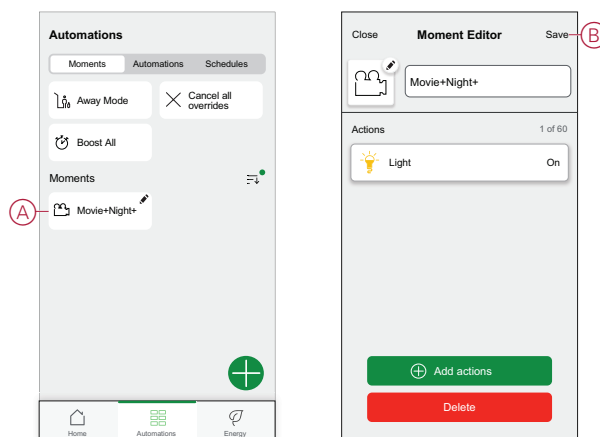 Automations
Moments Automations Schedules
Away Mode
Cancel all
overrides
Boost All
Moments
A
Movie+Night+
Home Automations Energy
Close Moment Editor Save
B
Movie+Night+
Actions 1 of 60
Light On
Add actions
Delete